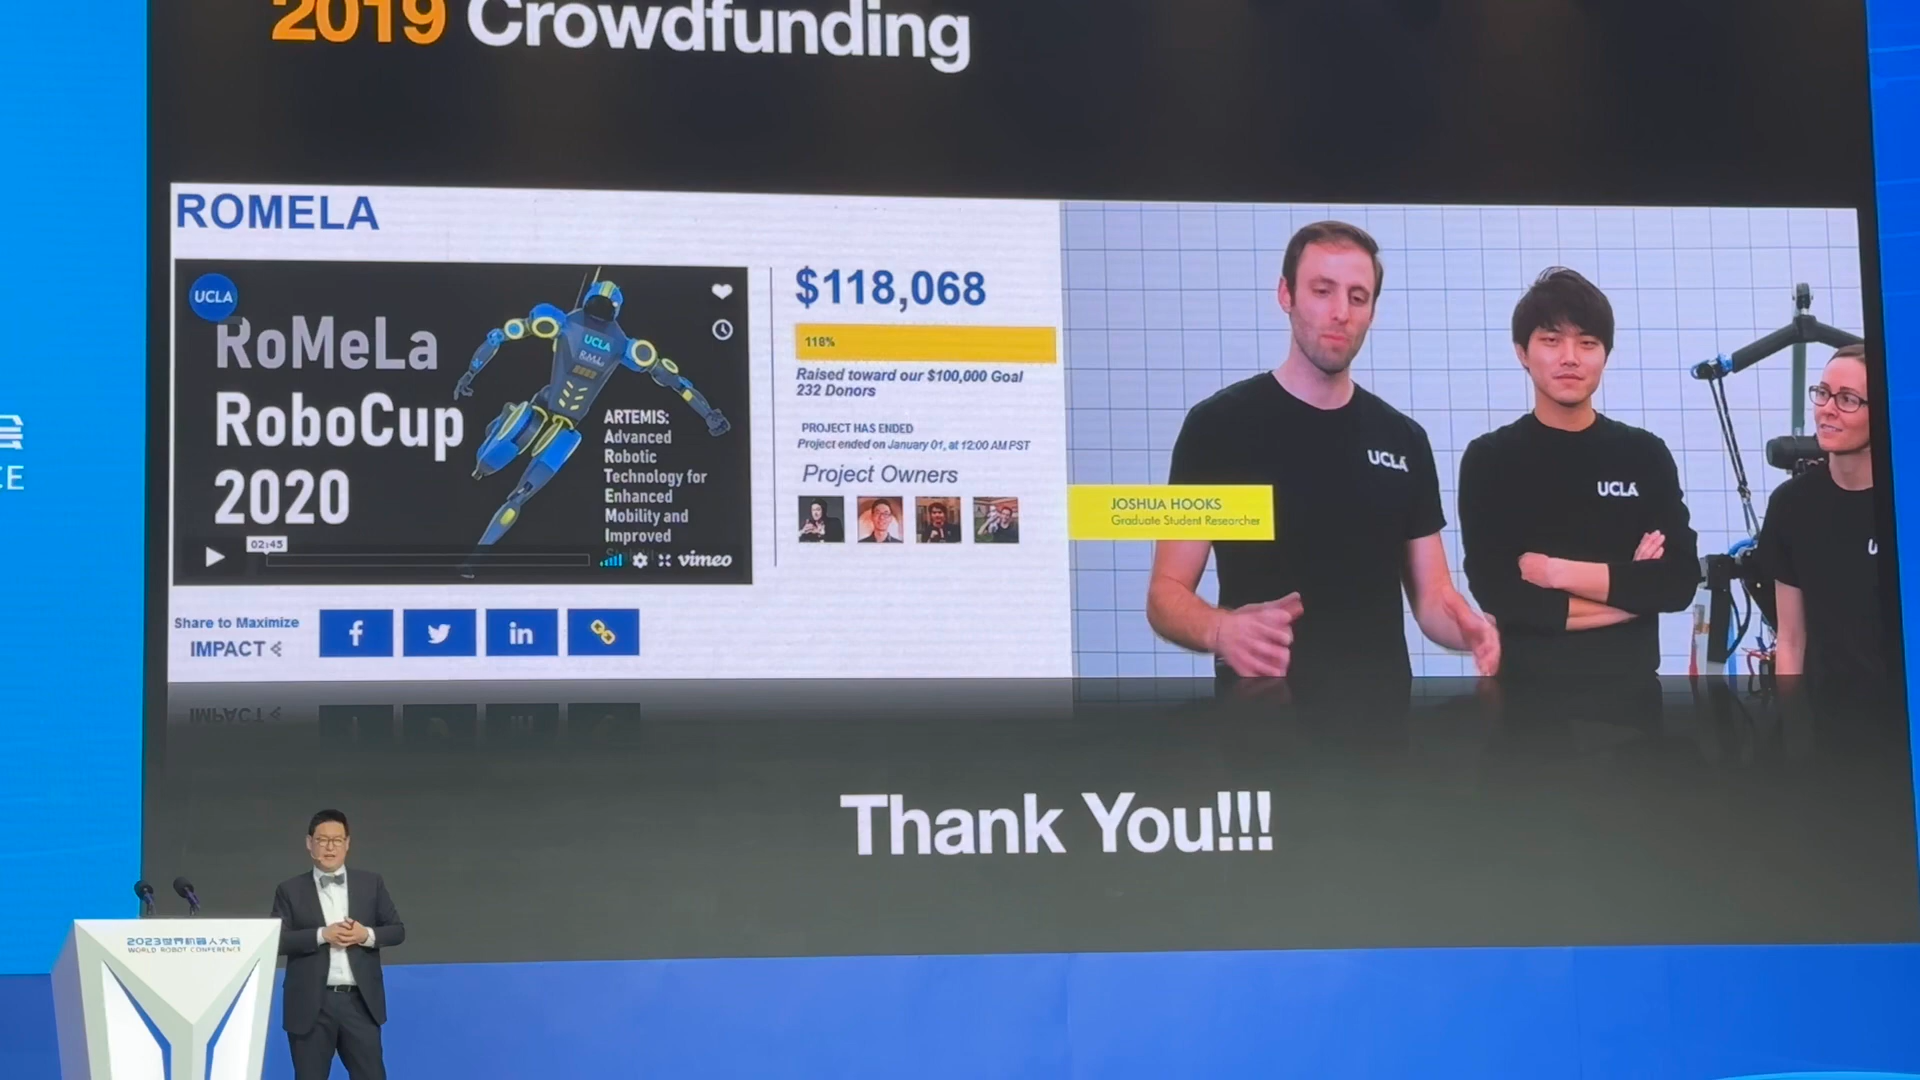 2019 Crowdfunding
ROMELA
UCLA
RoMeLa
RoboCup
2020
UCLA
ARTEMIS:
Advanced
Robotic
Technology for
Enhanced
Mobility and
Improved
02:45
vimeo
$118,068
118%
Raised toward our $100,000 Goal
232 Donors
PROJECT HAS ENDED
Project ended on January 01, at 12:00 AM PST
Project Owners
Share to Maximize
IMPACT
f
in
JOSHUA HOOKS
Graduate Student Researcher
UCLA
UCLA
Thank You!!!
CE
2023世界机器人大会
WORLD ROBOT CONFERENCE